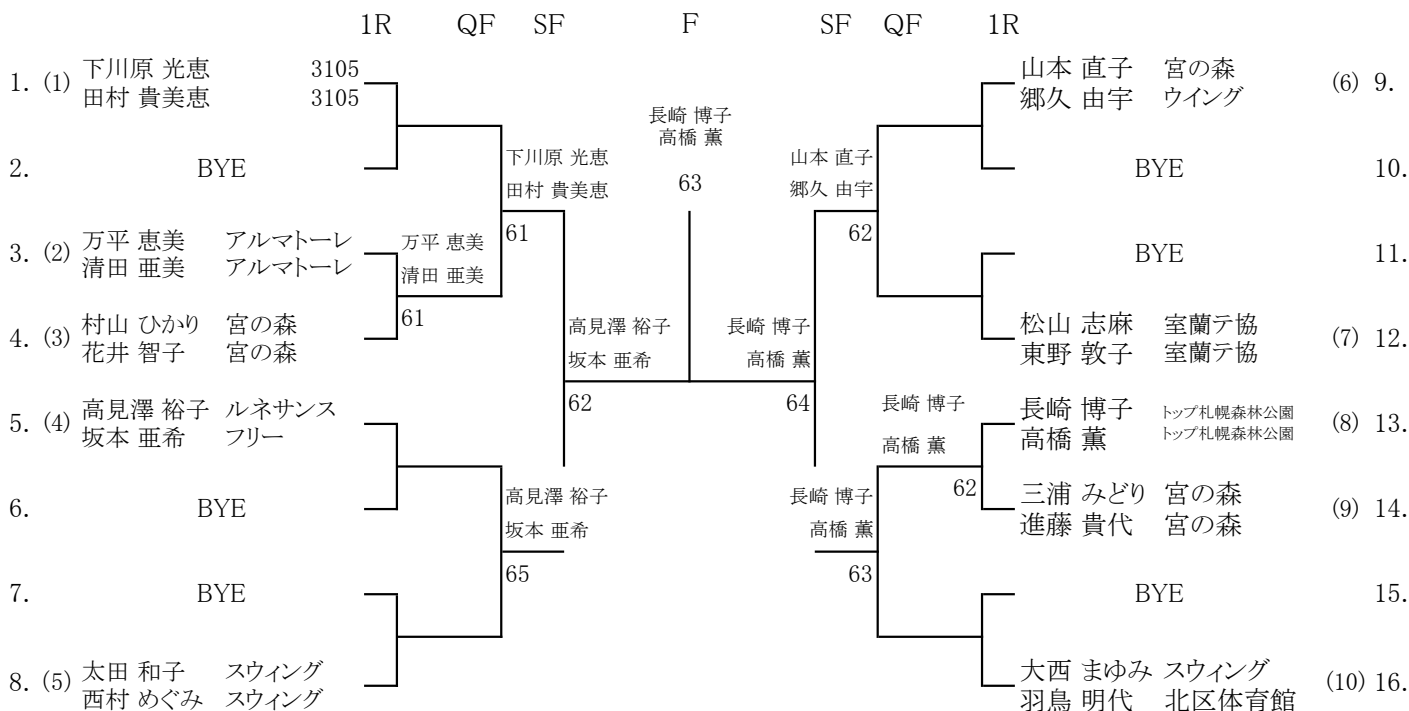 1R QF SF F SF QF 1R
1. (1) 下川原 光恵 3105
田村 貴美恵 3105
2. BYE
3. (2) 万平 恵美 アルマトーレ
清田 亜美 アルマトーレ
4. (3) 村山 ひかり 宮の森
花井 智子 宮の森
5. (4) 高見澤 裕子 ルネサンス
坂本 亜希 フリー
6. BYE
7. BYE
8. (5) 太田 和子 スウィング
西村 めぐみ スウィング
万平 恵美
清田 亜美
61
下川原 光恵
田村 貴美恵
61
高見澤 裕子
坂本 亜希
65
高見澤 裕子
坂本 亜希
62
長崎 博子
高橋 薫
63
長崎 博子
高橋 薫
64
山本 直子
郷久 由宇
62
長崎 博子
高橋 薫
63
長崎 博子
高橋 薫
62
山本 直子 宮の森 (6) 9.
郷久 由宇 ウイング
BYE 10.
BYE 11.
松山 志麻 室蘭テ協 (7) 12.
東野 敦子 室蘭テ協
長崎 博子 トップ札幌森林公園 (8) 13.
高橋 薫 トップ札幌森林公園
三浦 みどり 宮の森 (9) 14.
進藤 貴代 宮の森
BYE 15.
大西 まゆみ スウィング (10) 16.
羽鳥 明代 北区体育館